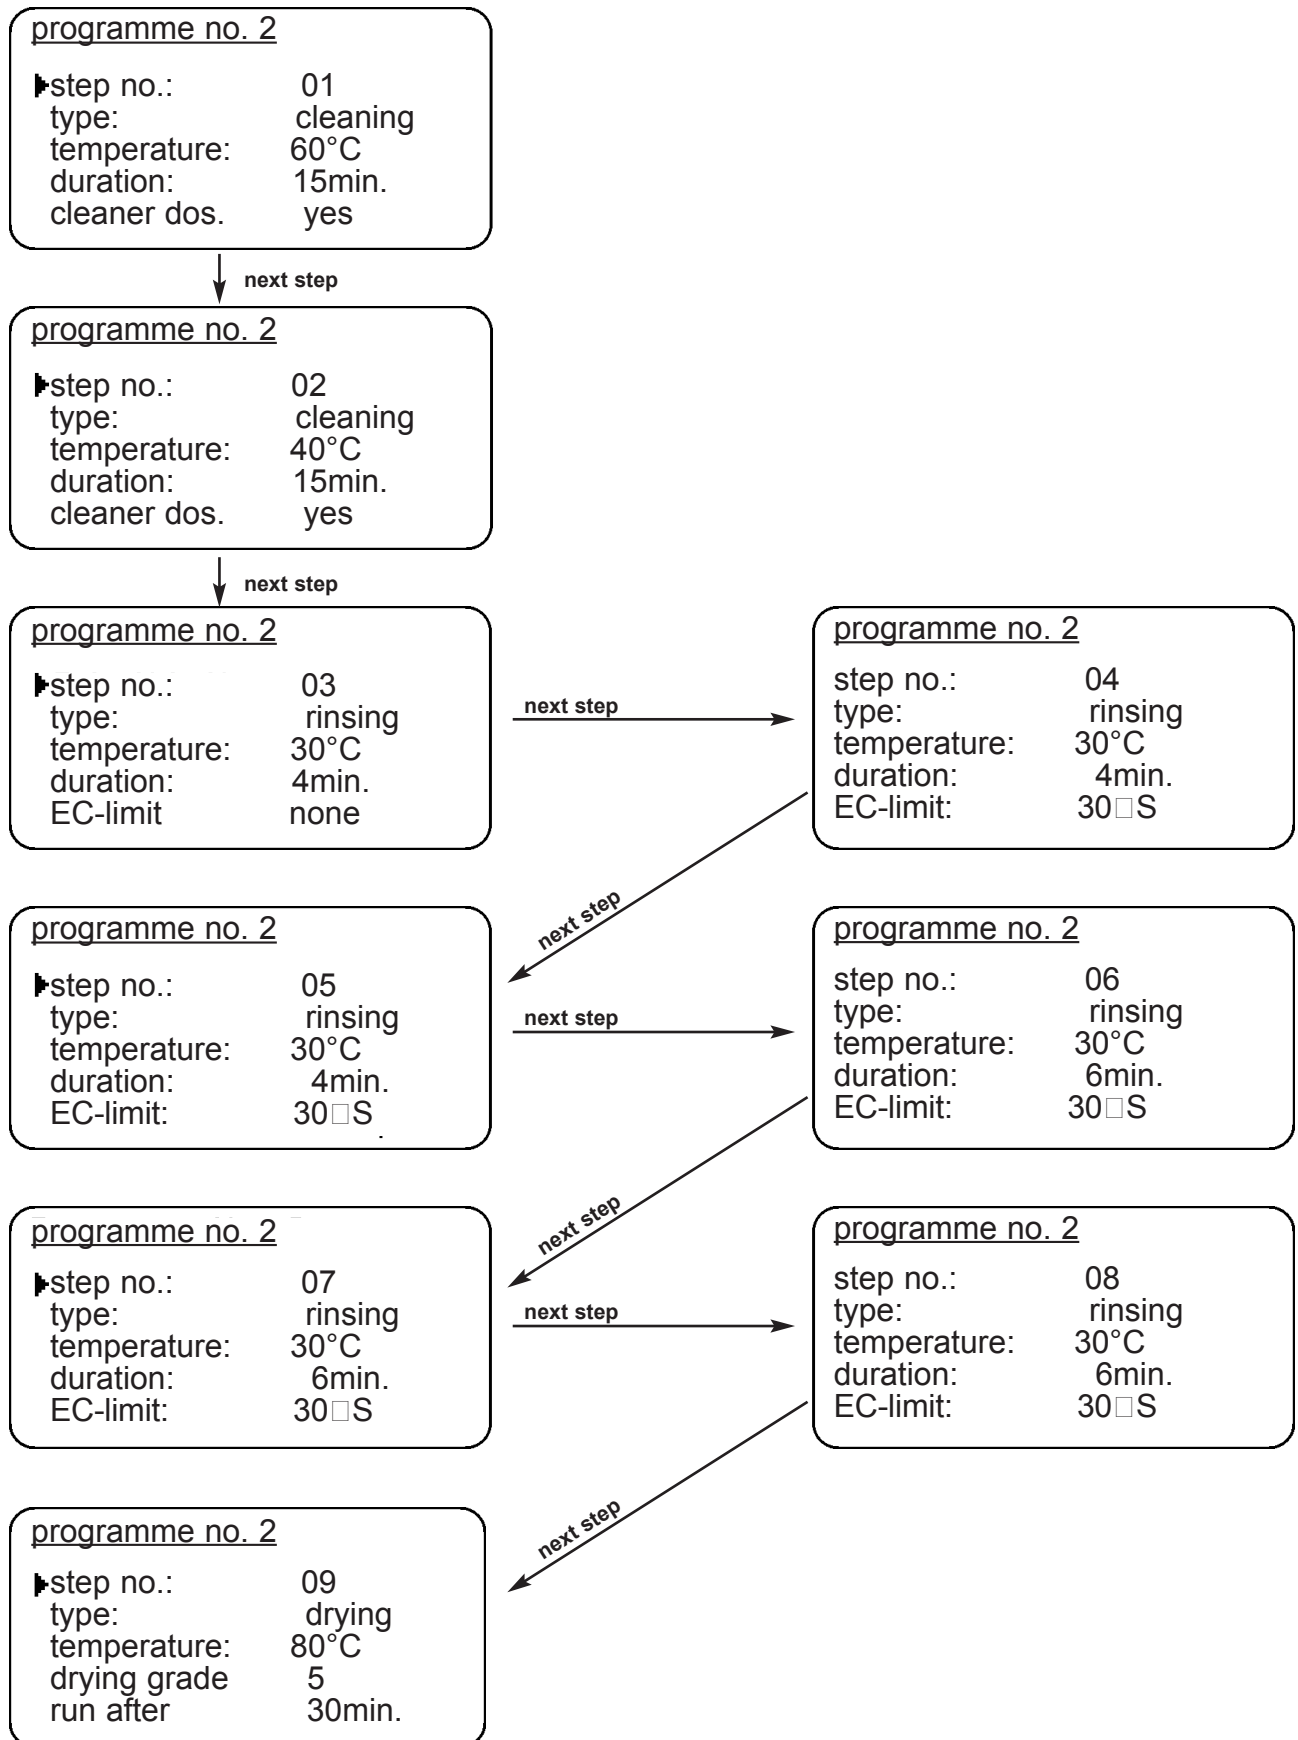 programme no. 2
step no.: 01
type: cleaning
temperature: 60°C
duration: 15min.
cleaner dos. yes
next step
programme no. 2
step no.: 02
type: cleaning
temperature: 40°C
duration: 15min.
cleaner dos. yes
next step
programme no. 2
step no.: 03
type: rinsing
temperature: 30°C
duration: 4min.
EC-limit none
next step
programme no. 2
step no.: 04
type: rinsing
temperature: 30°C
duration: 4min.
EC-limit: 30□S
next step
programme no. 2
step no.: 05
type: rinsing
temperature: 30°C
duration: 4min.
EC-limit: 30□S
next step
programme no. 2
step no.: 06
type: rinsing
temperature: 30°C
duration: 6min.
EC-limit: 30□S
next step
programme no. 2
step no.: 07
type: rinsing
temperature: 30°C
duration: 6min.
EC-limit: 30□S
next step
programme no. 2
step no.: 08
type: rinsing
temperature: 30°C
duration: 6min.
EC-limit: 30□S
next step
programme no. 2
step no.: 09
type: drying
temperature: 80°C
drying grade 5
run after 30min.